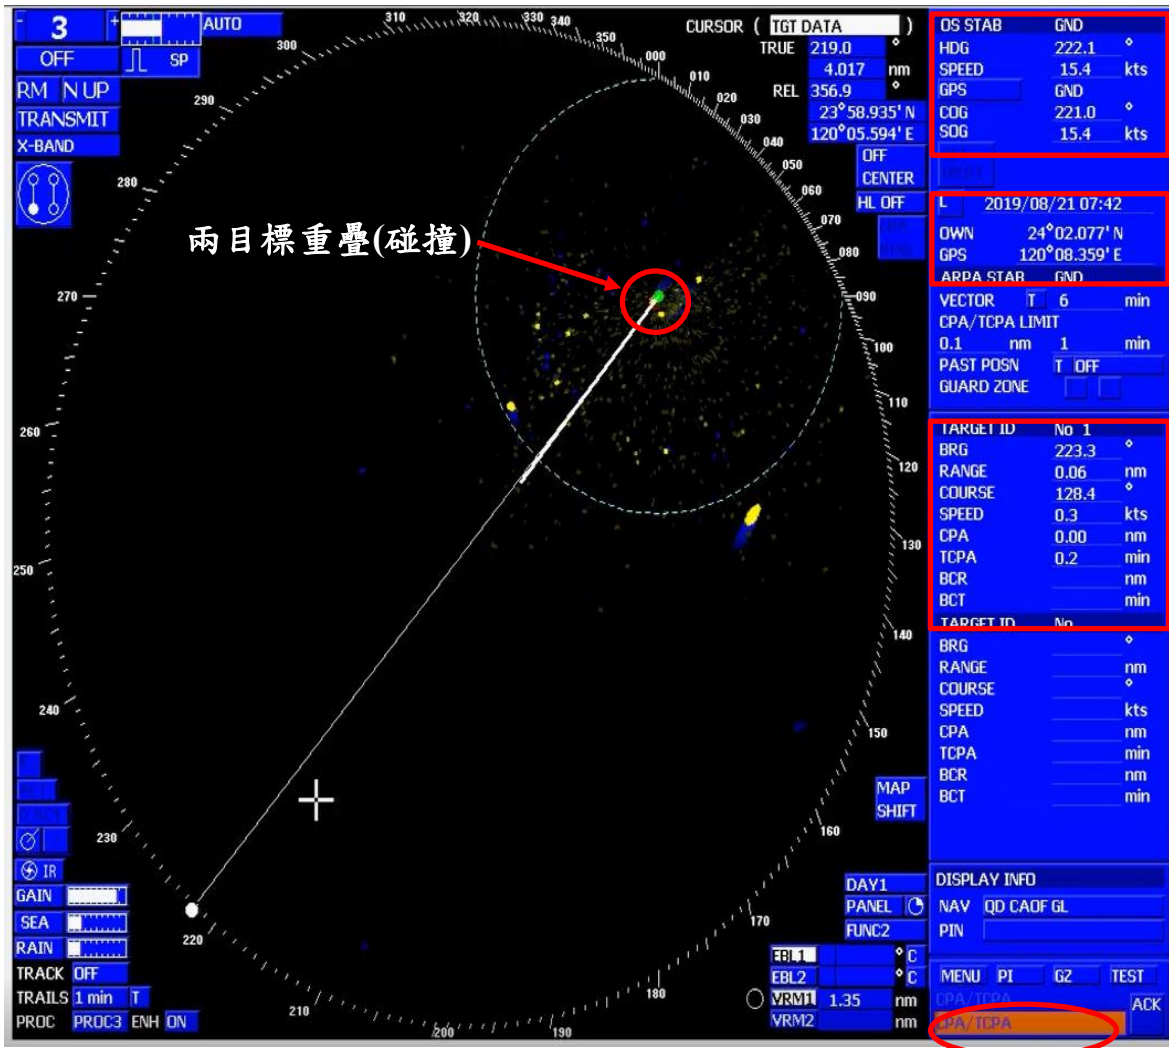 - 3 +
AUTO
OFF
SP
RM N UP
TRANSMIT
X-BAND
兩目標重疊(碰撞)
CURSOR ( TGT DATA )
TRUE 219.0 °
4.017 nm
REL 356.9 °
23°58.935' N
120°05.594' E
OFF
CENTER
HL OFF
000
010
020
030
040
050
060
070
080
090
100
110
120
130
140
150
160
170
180
190
200
210
220
230
240
250
260
270
280
290
300
310
320
330
340
350
MAP
SHIFT
DAY1
PANEL
FUNC2
EBL1 ° C
EBL2 ° C
VRM1 1.35 nm
VRM2 nm
IR
GAIN
SEA
RAIN
TRACK OFF
TRAILS 1 min T
PROC PROC3 ENH ON
OS STAB GND
HDG 222.1 °
SPEED 15.4 kts
GPS GND
COG 221.0 °
SOG 15.4 kts
L 2019/08/21 07:42
OWN 24°02.077' N
GPS 120°08.359' E
ARPA STAB GND
VECTOR T 6 min
CPA/TCPA LIMIT
0.1 nm 1 min
PAST POSN T OFF
GUARD ZONE
TARGET ID No 1
BRG 223.3 °
RANGE 0.06 nm
COURSE 128.4 °
SPEED 0.3 kts
CPA 0.00 nm
TCPA 0.2 min
BCR nm
BCT min
TARGET ID No
BRG °
RANGE nm
COURSE °
SPEED kts
CPA nm
TCPA min
BCR nm
BCT min
DISPLAY INFO
NAV QD CAOF GL
PIN
MENU PI GZ TEST
CPA/TCPA
ACK
CPA/TCPA